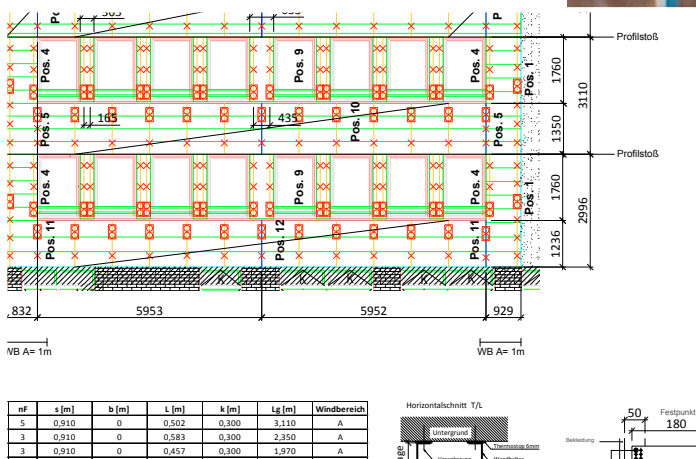 Profilstoß
Pos. 4
Pos. 9
Pos. 4
Pos. 1
1760
3110
Pos. 5
165
435
Pos. 10
Pos. 5
1350
Profilstoß
Pos. 4
Pos. 9
Pos. 4
Pos. 1
1760
2996
Pos. 11
Pos. 12
Pos. 11
1236
K K K K K
832 5953 5952 929
WB A= 1m WB A= 1m
nF s [m] b [m] L [m] k [m] Lg [m] Windbereich
5 0,910 0 0,502 0,300 3,110 A
3 0,910 0 0,583 0,300 2,350 A
3 0,910 0 0,457 0,300 1,970 A
Horizontalschnitt T/L
Untergrund
Thermostop 6mm
50 Festpunkt
180
Bekleidung